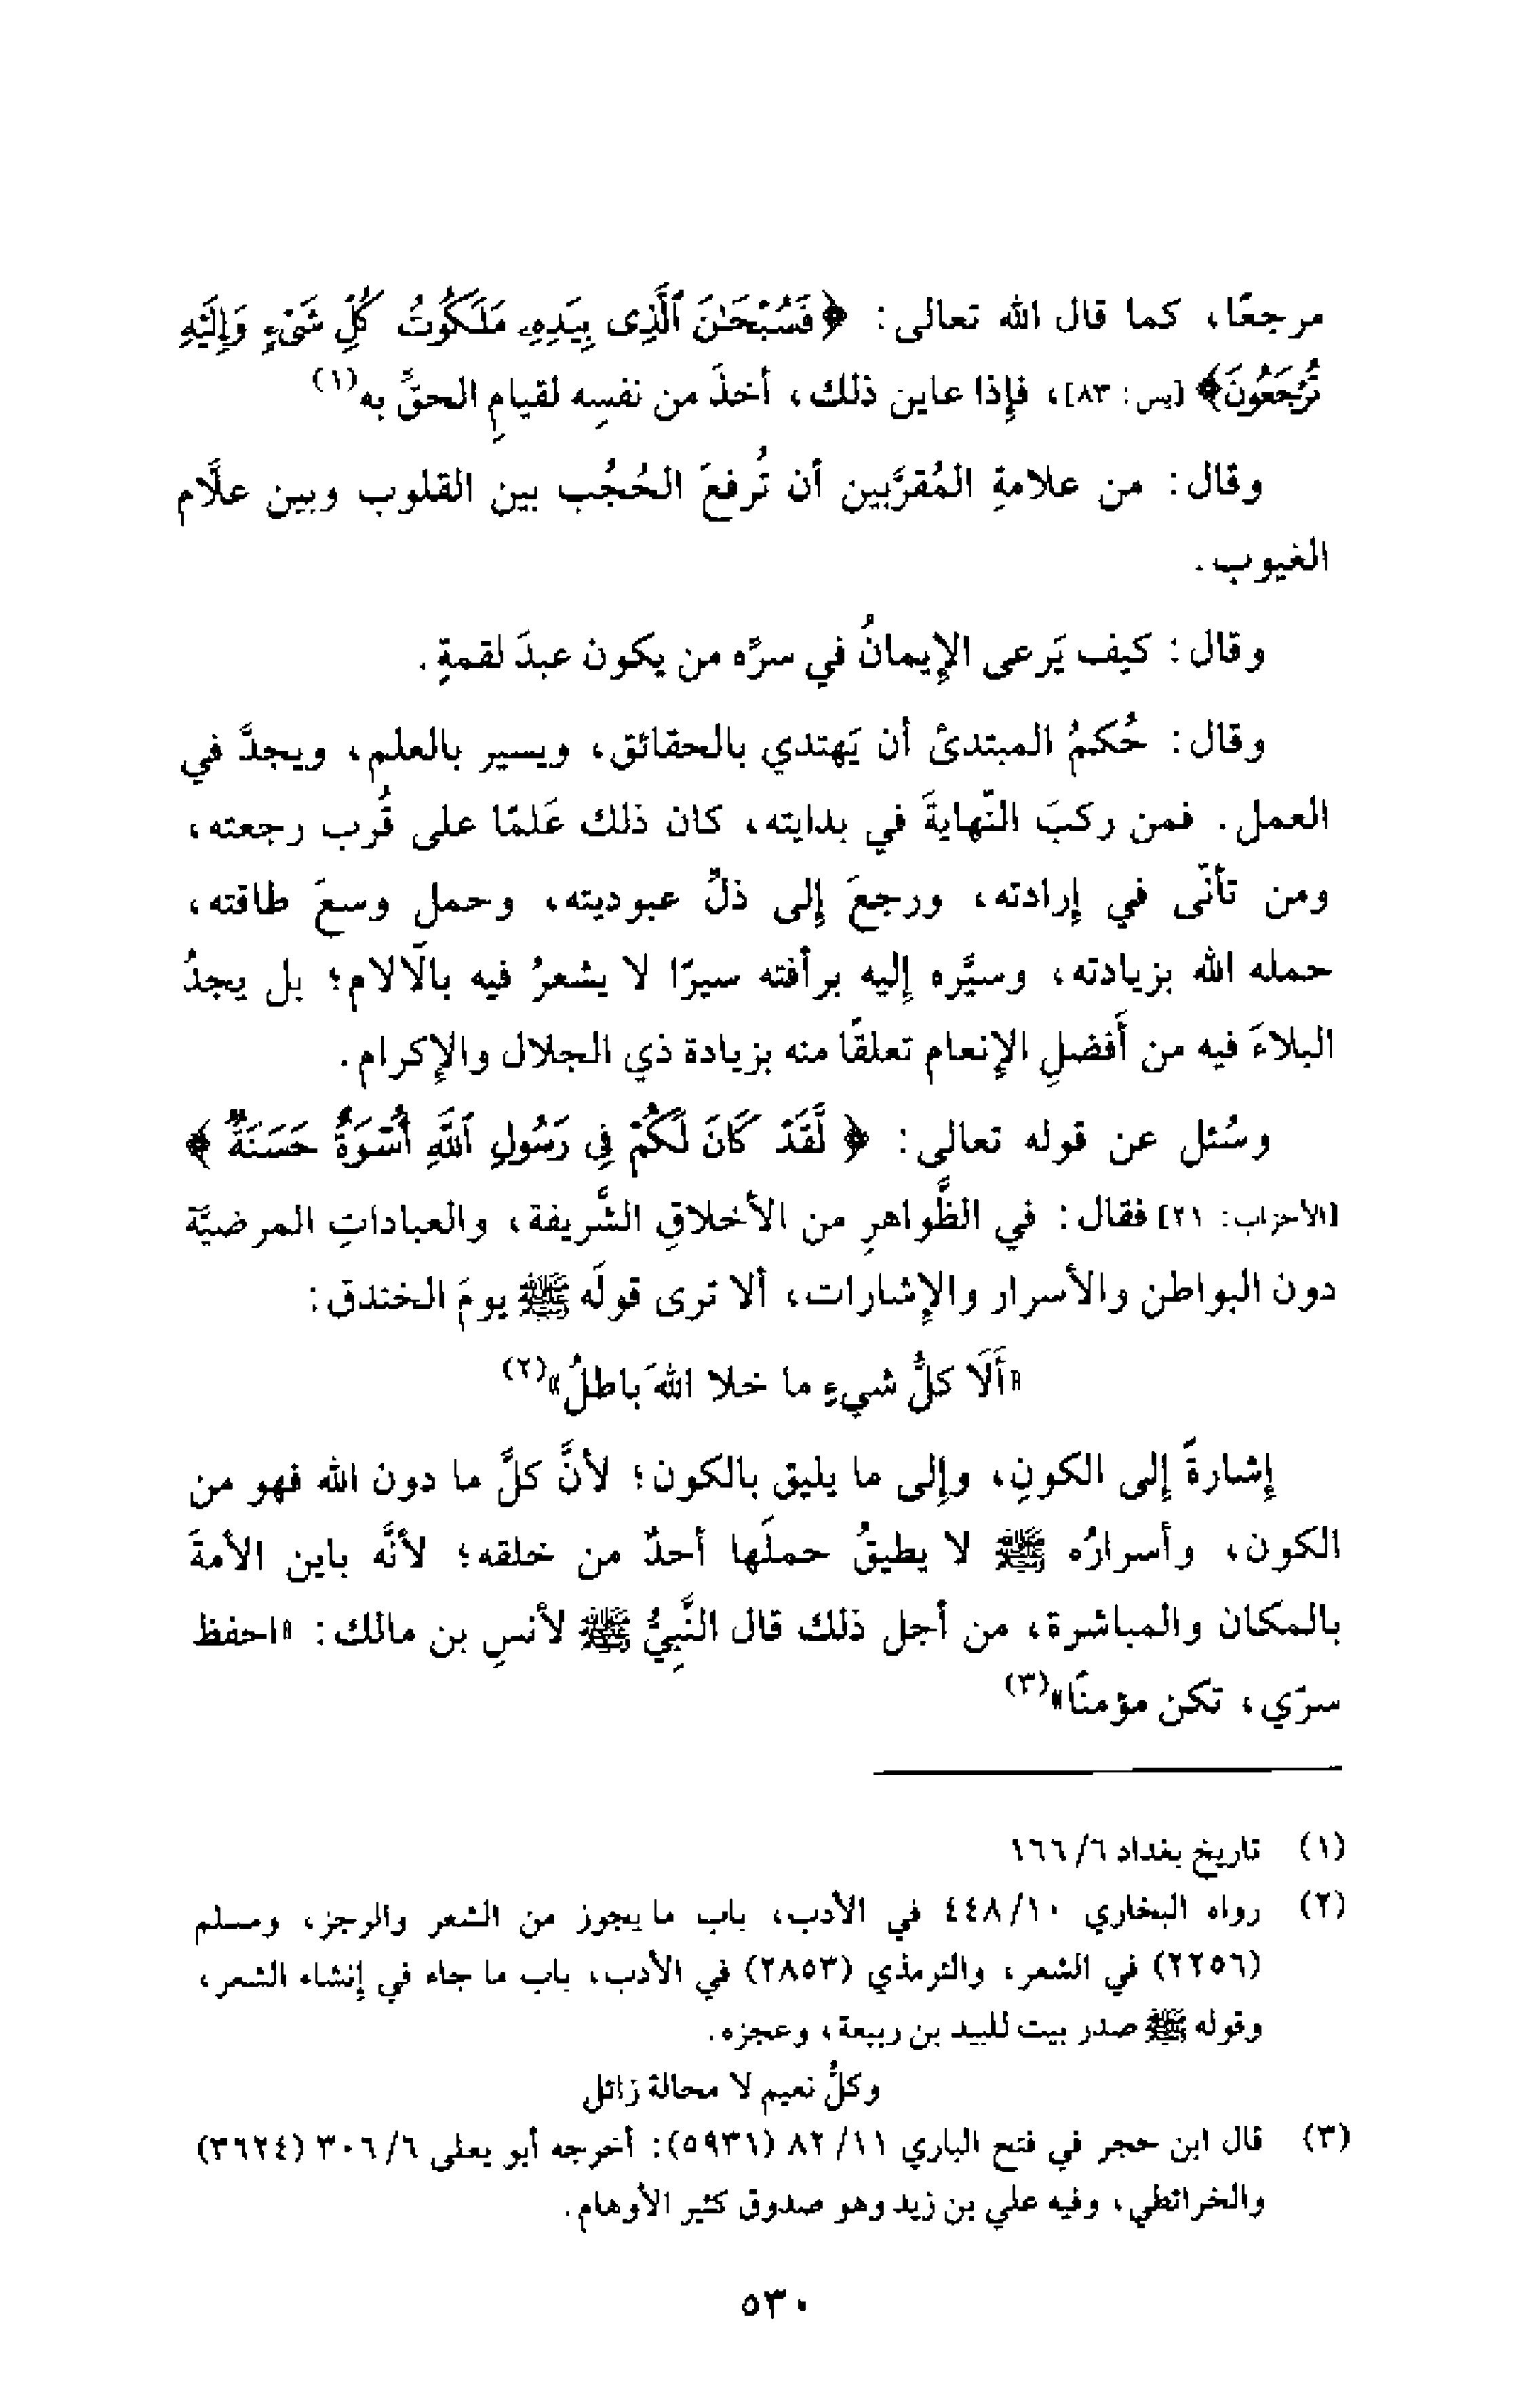 مرجعًا، كما قال الله تعالى: ﴿فَسُبْحَٰنَ ٱلَّذِى بِيَدِهِۦ مَلَكُوتُ كُلِّ شَىْءٍ وَإِلَيْهِ
تُرْجَعُونَ﴾ [يس: ٨٣]، فإذا عاين ذلك، أخذَ من نفسِه لقيامِ الحقِّ به(١)
وقال: من علامةِ المُقرَّبين أن تُرفعَ الحُجُب بين القلوب وبين علَّام
الغيوب.
وقال: كيف يَرعى الإيمانُ في سرِّه من يكون عبدَ لقمةٍ.
وقال: حُكمُ المبتدئ أن يَهتدي بالحقائق، ويسير بالعلم، ويجدَّ في
العمل. فمن ركبَ النّهايةَ في بدايته، كان ذلك عَلمًا على قُرب رجعته،
ومن تأنّى في إرادته، ورجعَ إلى ذلِّ عبوديته، وحمل وسعَ طاقته،
حمله الله بزيادته، وسيَّره إليه برأفته سيرًا لا يشعرُ فيه بالآلام؛ بل يجدُ
البلاءَ فيه من أفضلِ الإنعام تعلقًا منه بزيادة ذي الجلال والإكرام.
وسُئل عن قوله تعالى: ﴿لَّقَدْ كَانَ لَكُمْ فِى رَسُولِ ٱللَّهِ أُسْوَةٌ حَسَنَةٌ﴾
[الأحزاب: ٢١] فقال: في الظَّواهرِ من الأخلاقِ الشَّريفة، والعباداتِ المرضيَّة
دون البواطن والأسرار والإشارات، ألا ترى قولَه ﷺ يومَ الخندق:
«أَلَا كلُّ شيءٍ ما خلا اللهَ باطلُ»(٢)
إشارةً إلى الكونِ، وإلى ما يليق بالكون؛ لأنَّ كلَّ ما دون الله فهو من
الكون، وأسرارُه ﷺ لا يطيقُ حملَها أحدٌ من خلقه؛ لأنَّه باين الأمةَ
بالمكان والمباشرة، من أجل ذلك قال النَّبيُّ ﷺ لأنسِ بن مالك: «احفظ
سرّي، تكن مؤمنًا»(٣)
(١) تاريخ بغداد ٦/ ١٦٦
(٢) رواه البخاري ١٠/ ٤٤٨ في الأدب، باب ما يجوز من الشعر والرجز، ومسلم
(٢٢٥٦) في الشعر، والترمذي (٢٨٥٣) في الأدب، باب ما جاء في إنشاء الشعر،
وقوله ﷺ صدر بيت للبيد بن ربيعة، وعجزه.
وكلُّ نعيم لا محالة زائل
(٣) قال ابن حجر في فتح الباري ١١/ ٨٢ (٥٩٣١): أخرجه أبو يعلى ٦/ ٣٠٦ (٣٦٢٤)
والخرائطي، وفيه علي بن زيد وهو صدوق كثير الأوهام.
٥٣٠